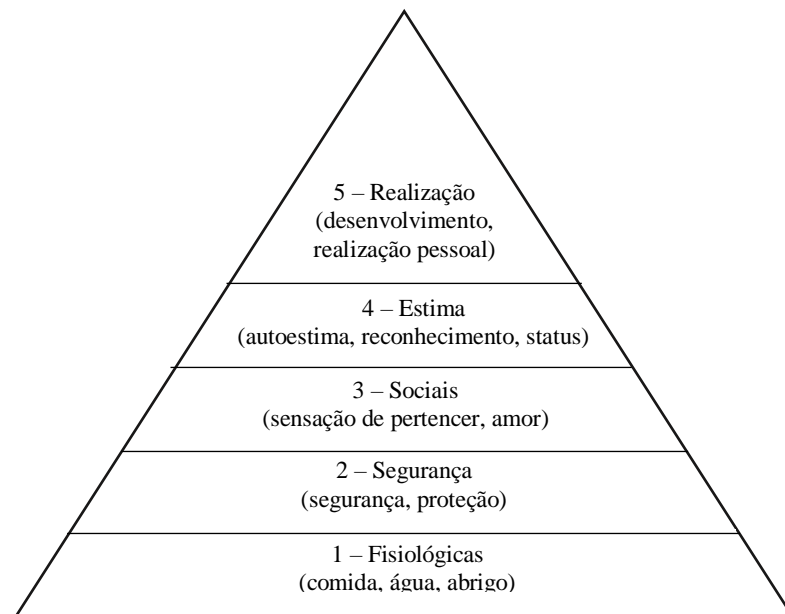 5 – Realização
(desenvolvimento,
realização pessoal)
4 – Estima
(autoestima, reconhecimento, status)
3 – Sociais
(sensação de pertencer, amor)
2 – Segurança
(segurança, proteção)
1 – Fisiológicas
(comida, água, abrigo)